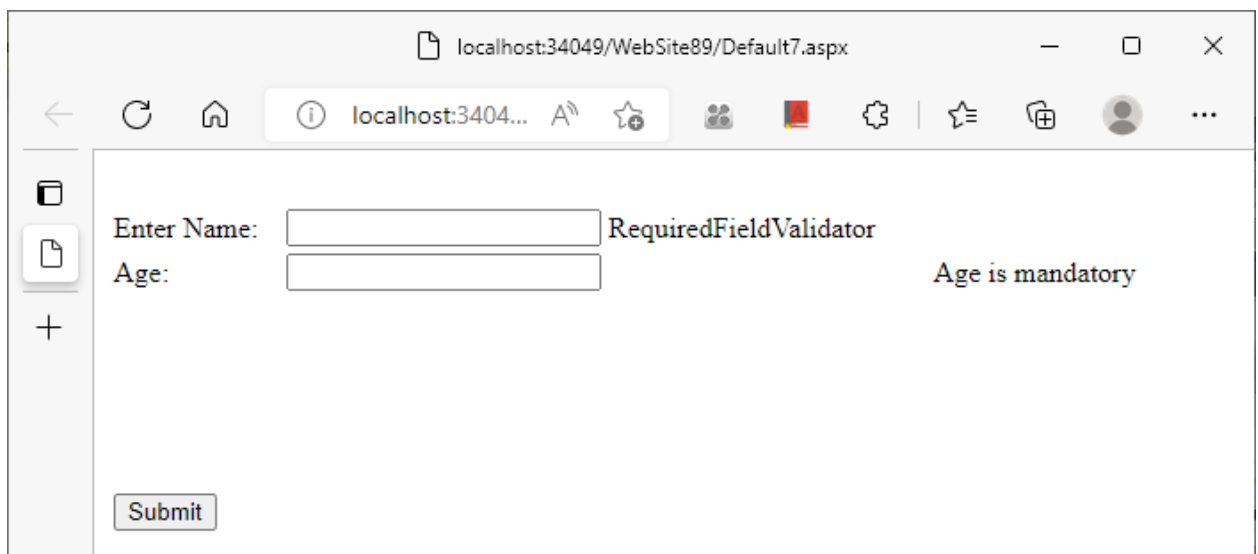 localhost:34049/WebSite89/Default7.aspx
localhost:3404...
Enter Name: RequiredFieldValidator
Age: Age is mandatory
Submit